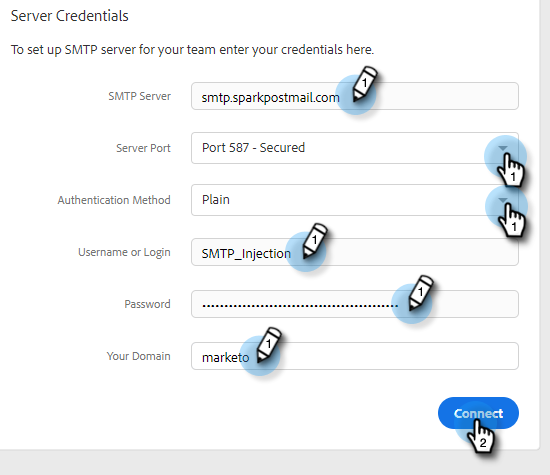 Server Credentials
To set up SMTP server for your team enter your credentials here.
SMTP Server smtp.sparkpostmail.com 1
Server Port Port 587 - Secured 1
Authentication Method Plain 1
Username or Login SMTP_Injection 1
Password ............................................ 1
Your Domain marketo 1
Connect
2